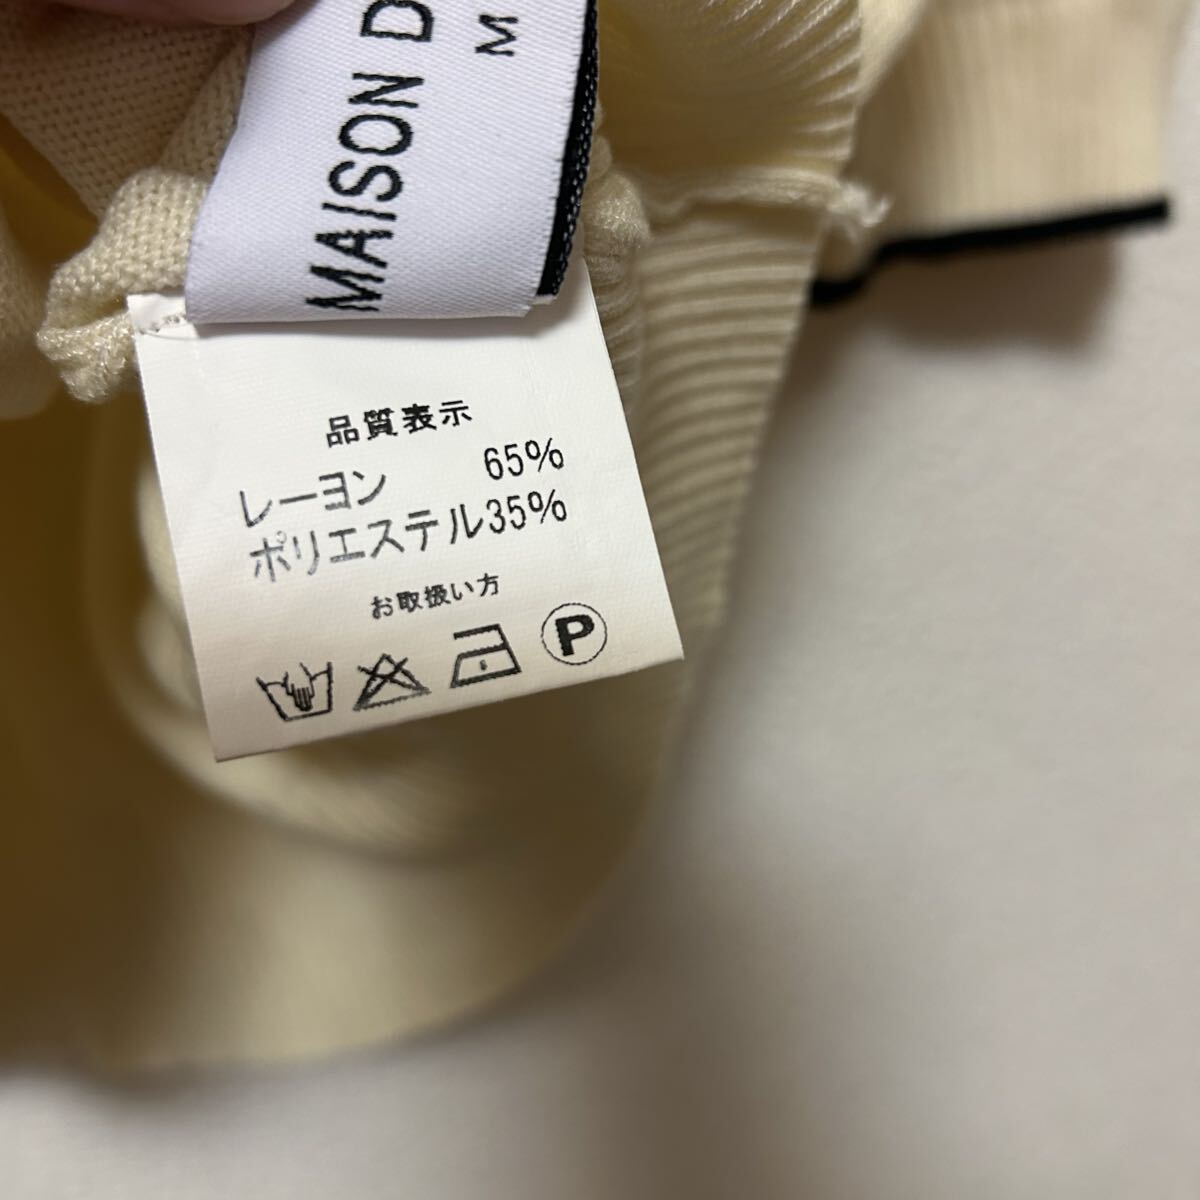 MAISON D
M
品質表示
レーヨン 65%
ポリエステル35%
お取扱い方
P